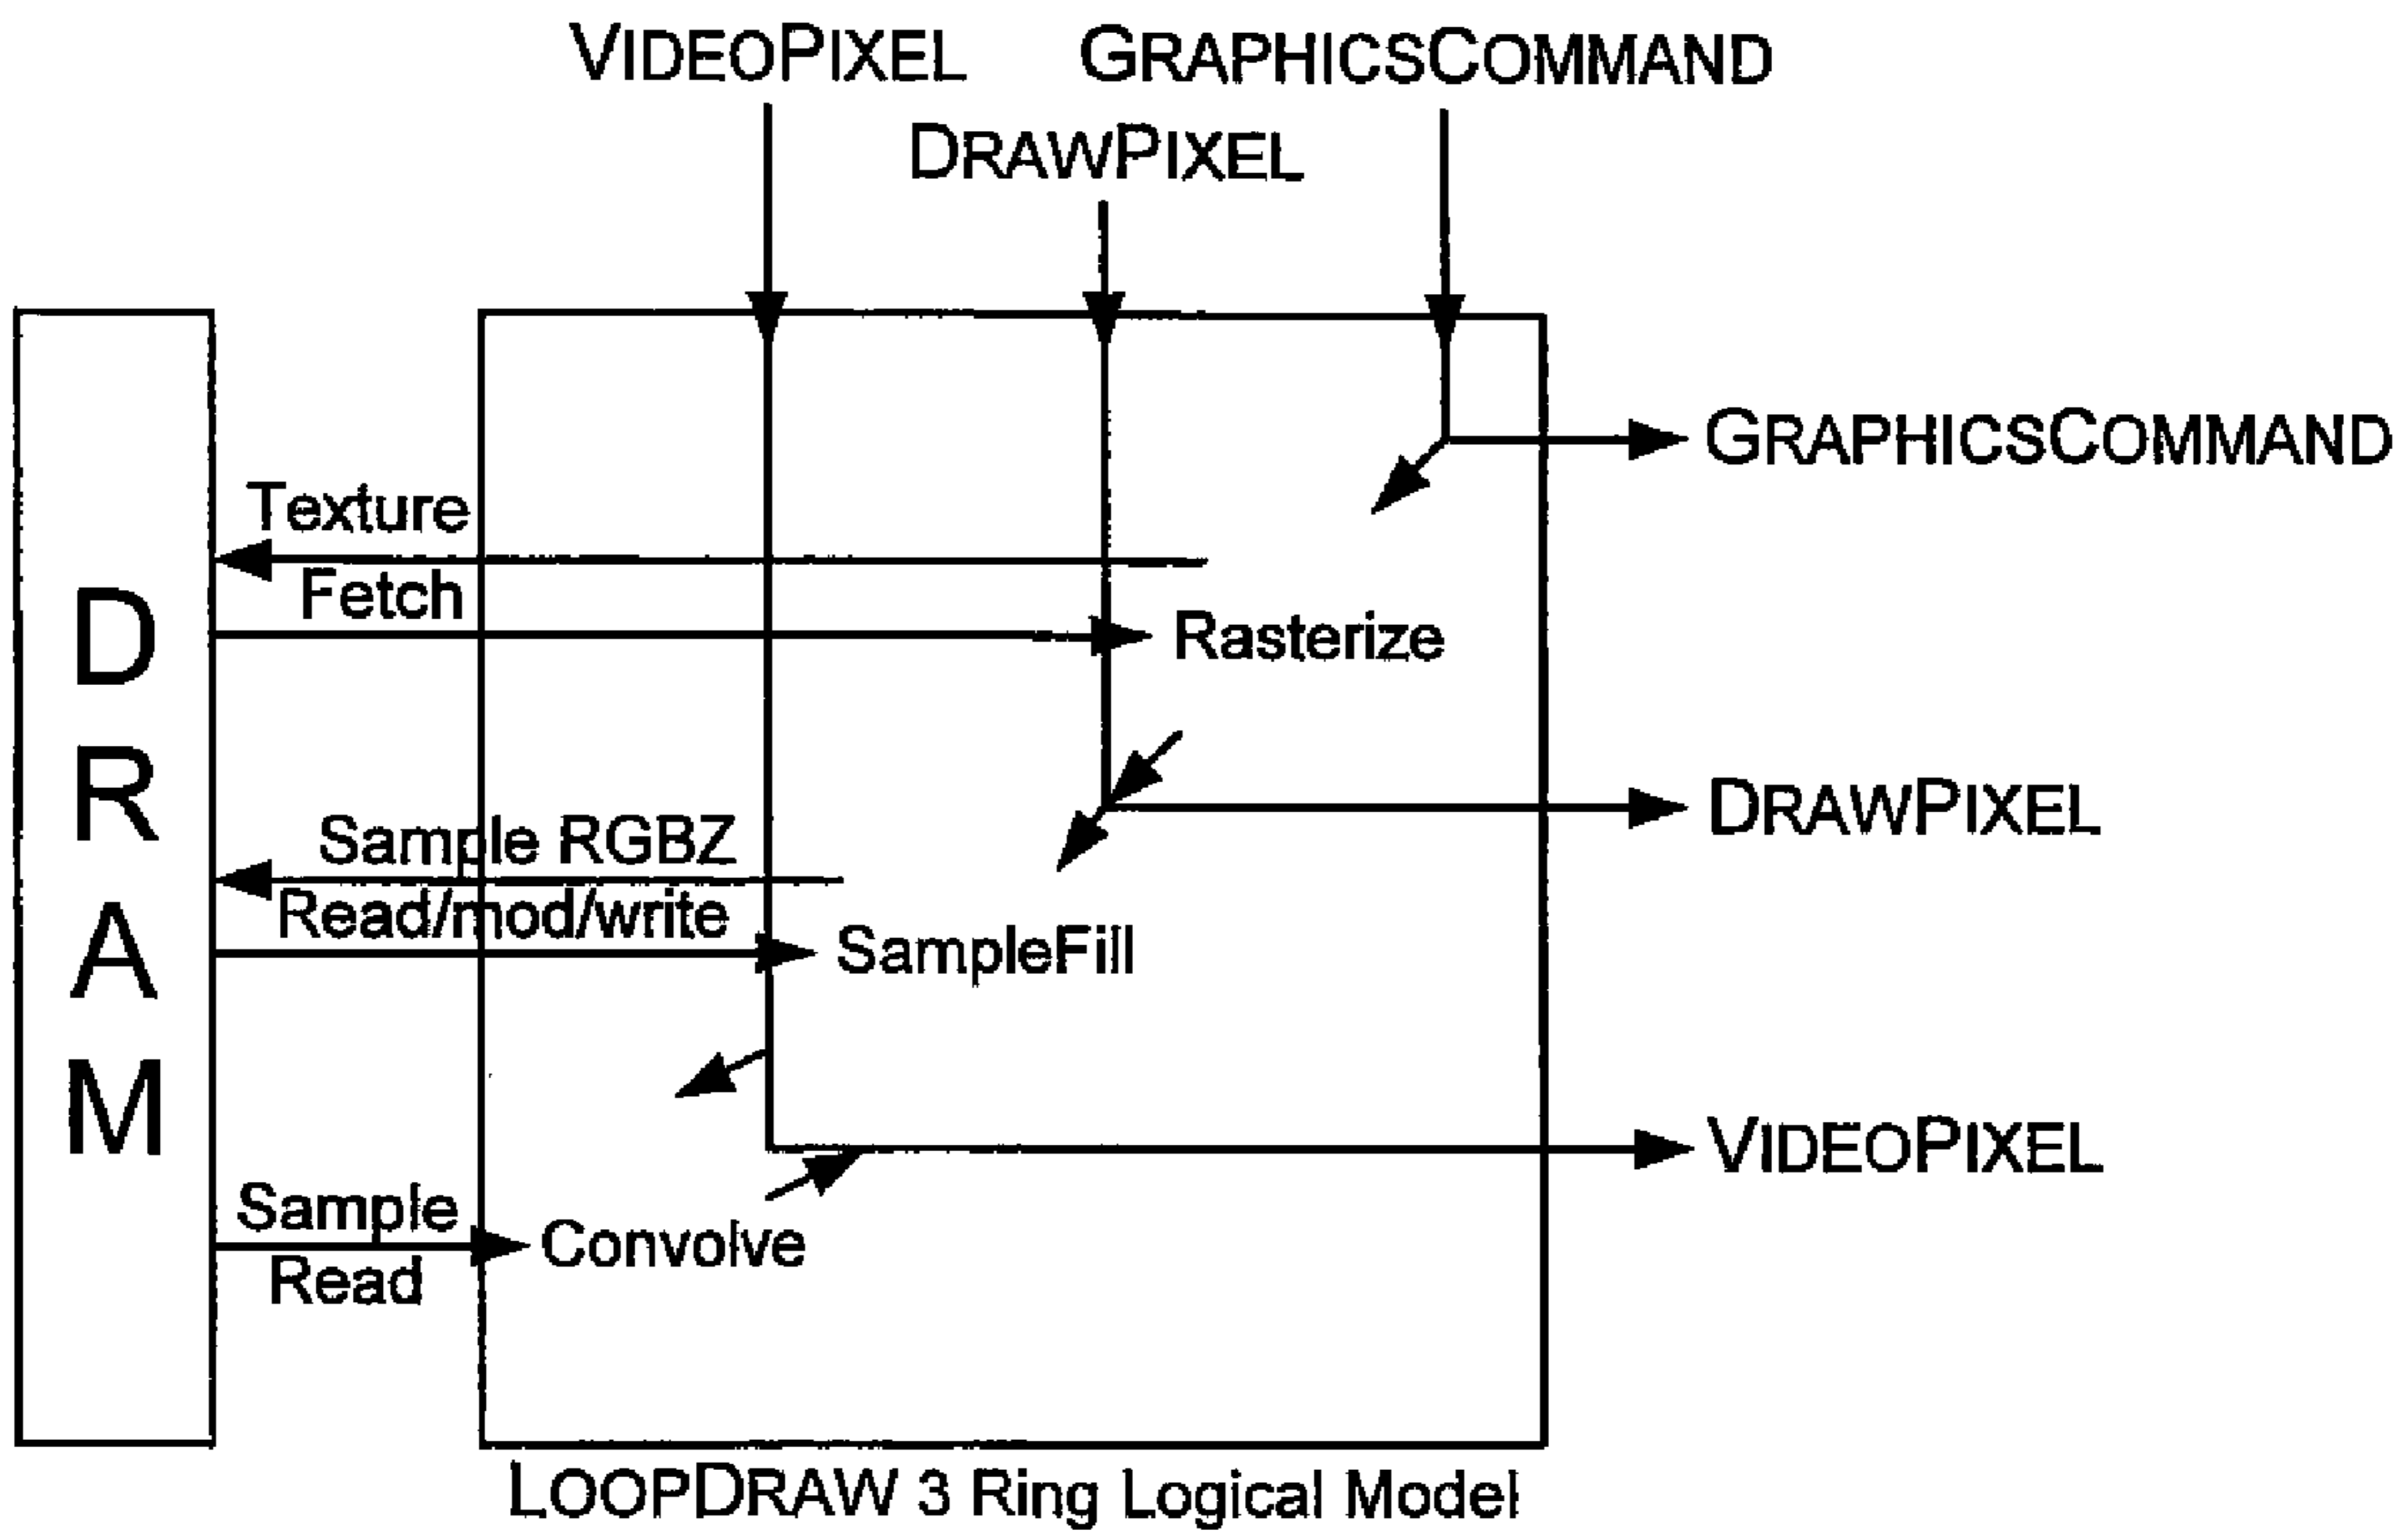 VIDEOPIXEL GRAPHICSCOMMAND
DRAWPIXEL
GRAPHICSCOMMAND
Texture
Fetch
Rasterize
DRAM
DRAWPIXEL
Sample RGBZ
Read/mod/write
SampleFill
VIDEOPIXEL
Sample
Read
Convolve
LOOPDRAW 3 Ring Logical Model